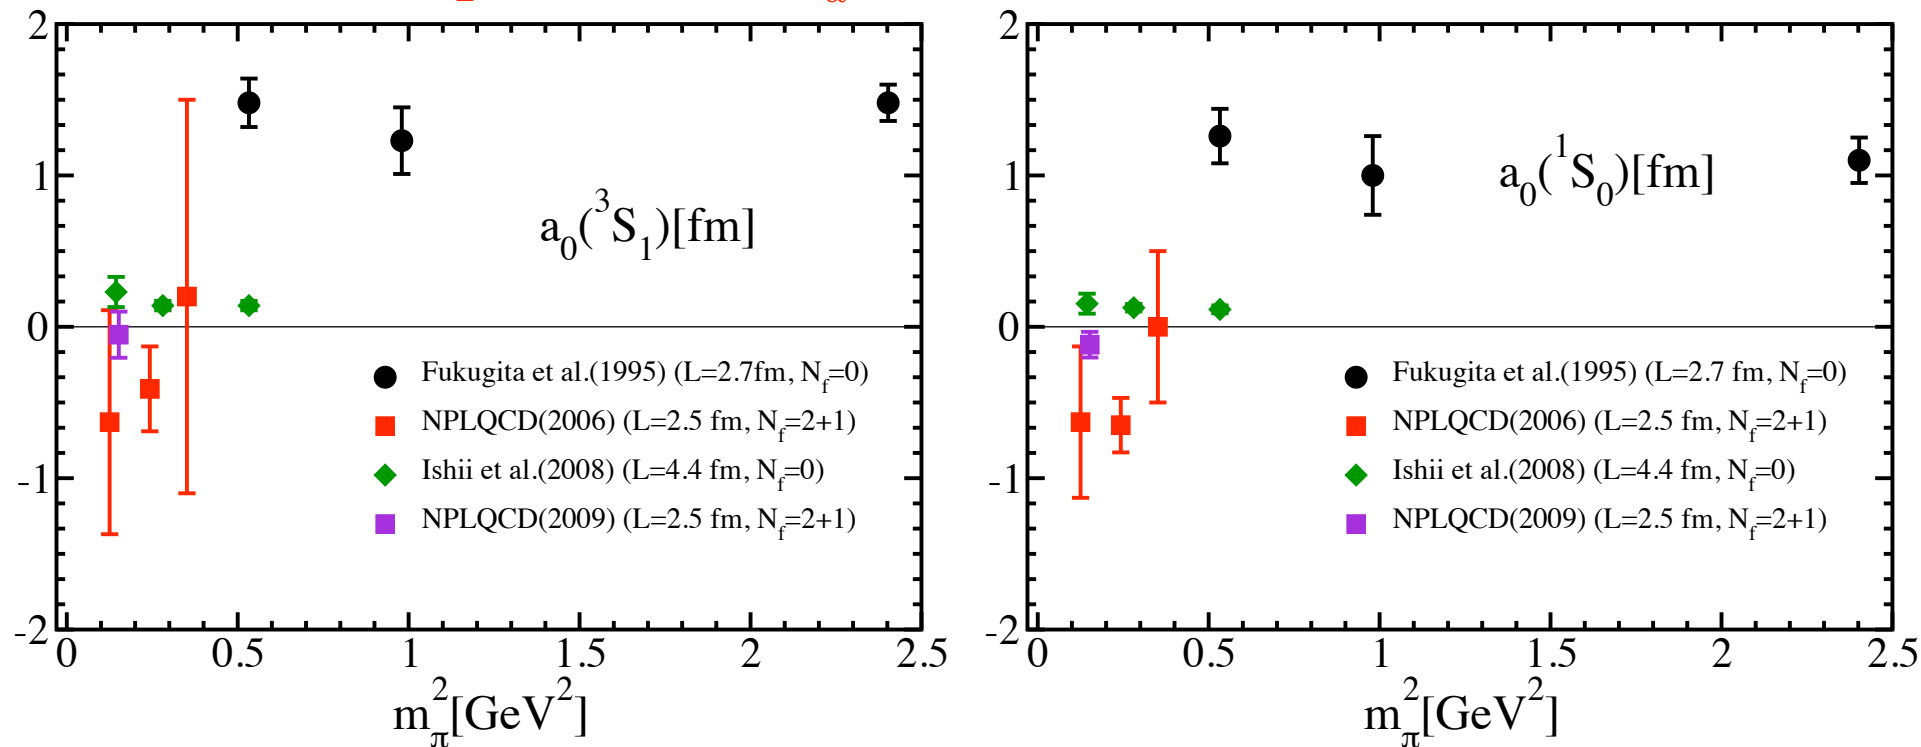 2
1
0
-1
-2
a_0(^3S_1)[fm]
Fukugita et al.(1995) (L=2.7fm, N_f=0)
NPLQCD(2006) (L=2.5 fm, N_f=2+1)
Ishii et al.(2008) (L=4.4 fm, N_f=0)
NPLQCD(2009) (L=2.5 fm, N_f=2+1)
0 0.5 1 1.5 2 2.5
m_π^2[GeV^2]
2
1
0
-1
-2
a_0(^1S_0)[fm]
Fukugita et al.(1995) (L=2.7 fm, N_f=0)
NPLQCD(2006) (L=2.5 fm, N_f=2+1)
Ishii et al.(2008) (L=4.4 fm, N_f=0)
NPLQCD(2009) (L=2.5 fm, N_f=2+1)
0 0.5 1 1.5 2 2.5
m_π^2[GeV^2]